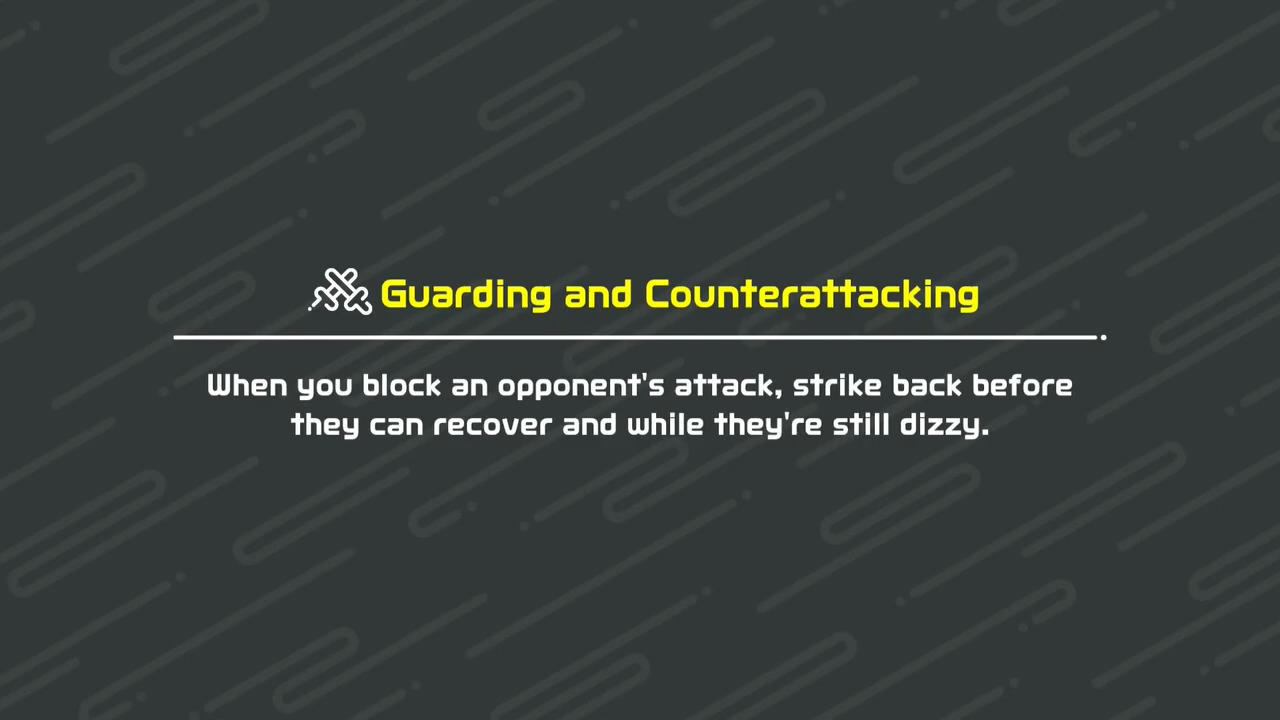 Guarding and Counterattacking
When you block an opponent's attack, strike back before
they can recover and while they're still dizzy.